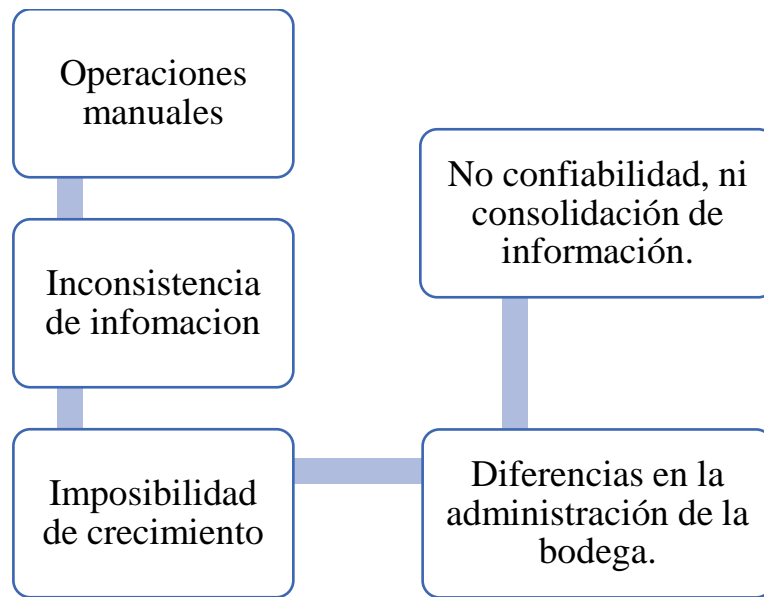 Operaciones
manuales
Inconsistencia
de infomacion
Imposibilidad
de crecimiento
Diferencias en la
administración de la
bodega.
No confiabilidad, ni
consolidación de
información.